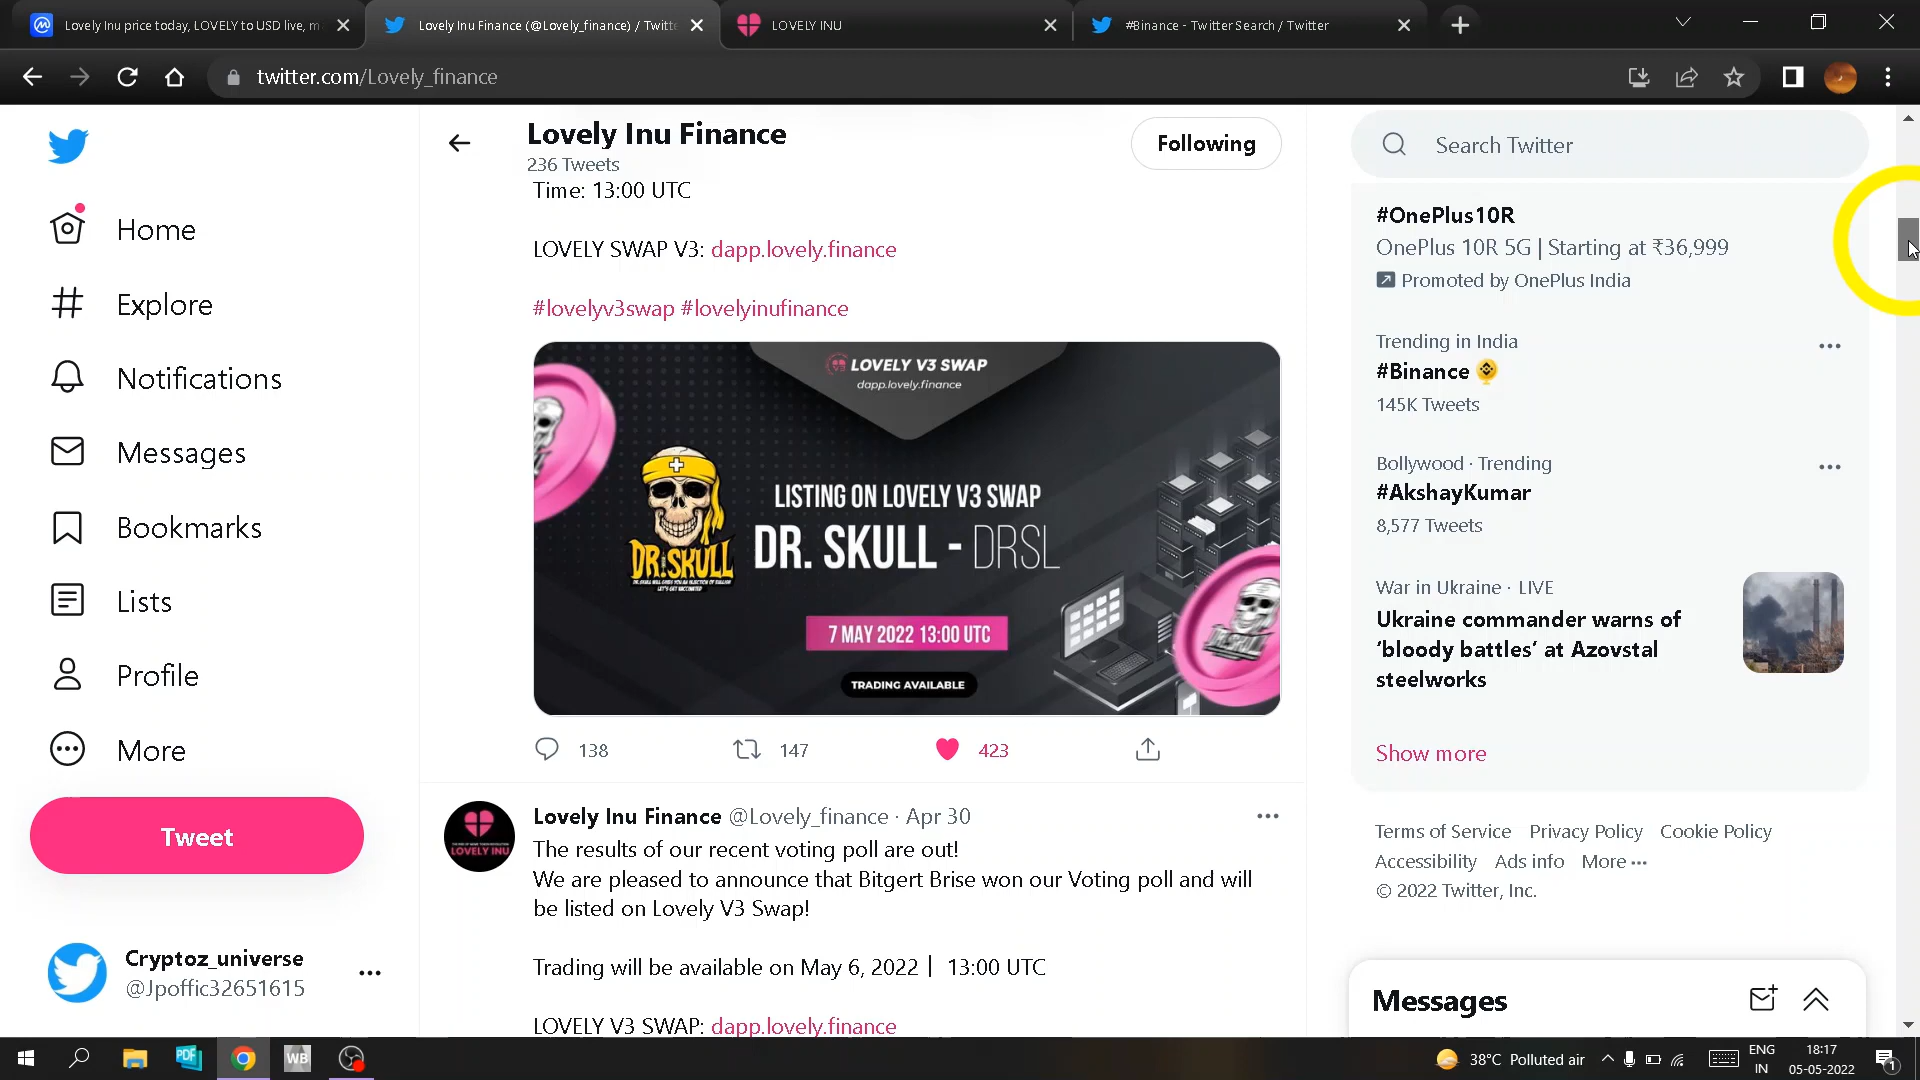 Lovely Inu price today, LOVELY to USD live, m
Lovely Inu Finance (@Lovely_finance) / Twitte
LOVELY INU
#Binance - Twitter Search / Twitter
twitter.com/Lovely_finance
Home
Explore
Notifications
Messages
Bookmarks
Lists
Profile
More
Tweet
Cryptoz_universe
@Jpoffic32651615
Lovely Inu Finance
236 Tweets
Following
Time: 13:00 UTC
LOVELY SWAP V3: dapp.lovely.finance
#lovelyv3swap #lovelyinufinance
LOVELY V3 SWAP
dapp.lovely.finance
DR.SKULL
LISTING ON LOVELY V3 SWAP
DR. SKULL - DRSL
7 MAY 2022 13:00 UTC
TRADING AVAILABLE
138
147
423
LOVELY INU
Lovely Inu Finance @Lovely_finance · Apr 30
The results of our recent voting poll are out!
We are pleased to announce that Bitgert Brise won our Voting poll and will
be listed on Lovely V3 Swap!
Trading will be available on May 6, 2022 | 13:00 UTC
LOVELY V3 SWAP: dapp.lovely.finance
Search Twitter
#OnePlus10R
OnePlus 10R 5G | Starting at ₹36,999
Promoted by OnePlus India
Trending in India
#Binance
145K Tweets
Bollywood · Trending
#AkshayKumar
8,577 Tweets
War in Ukraine · LIVE
Ukraine commander warns of
‘bloody battles’ at Azovstal
steelworks
Show more
Terms of Service Privacy Policy Cookie Policy
Accessibility Ads info More ···
© 2022 Twitter, Inc.
Messages
PDF
WB
38°C Polluted air
ENG
IN
18:17
05-05-2022
1